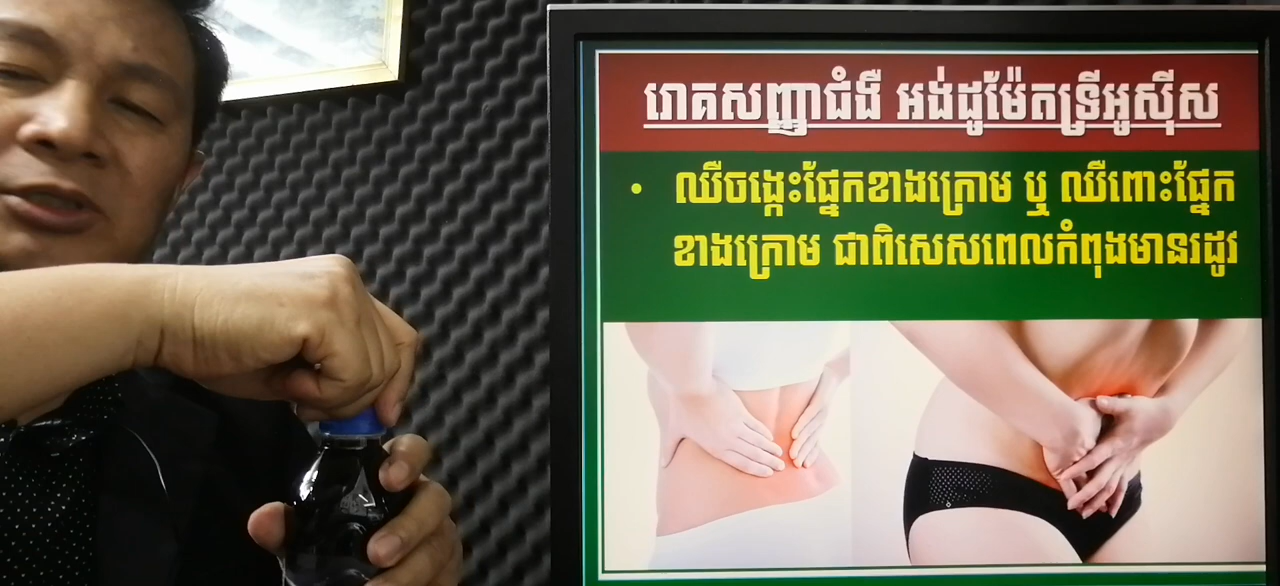 រោគសញ្ញាជំងឺ អង់ដូម៉ែតទ្រីអូស៊ីស
• ឈឺចង្កេះផ្នែកខាងក្រោម ឬ ឈឺពោះផ្នែក
ខាងក្រោម ជាពិសេសពេលកំពុងមានរដូវ